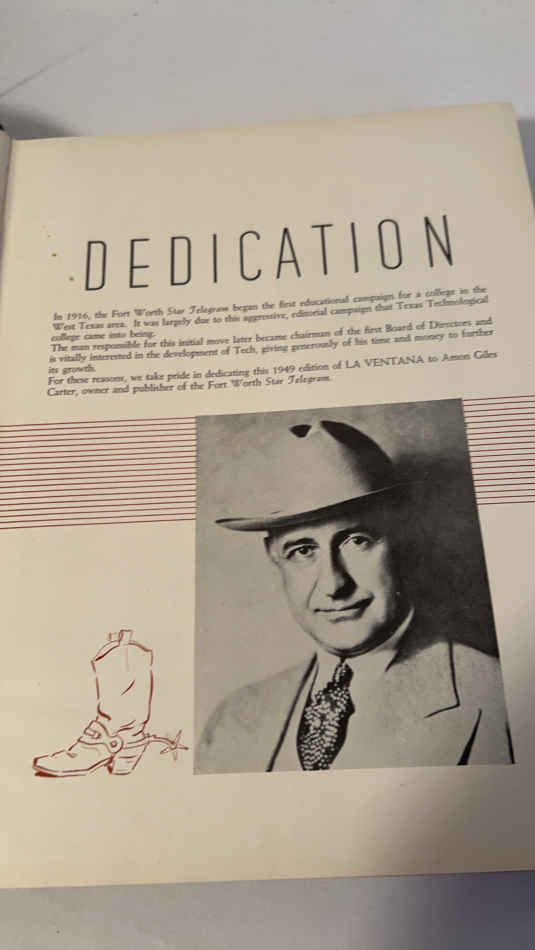 DEDICATION
In 1916, the Fort Worth Star Telegram began the first educational campaign for a college in the
West Texas area. It was largely due to this aggressive, editorial campaign that Texas Technological
college came into being.
The man responsible for this initial move later became chairman of the first Board of Directors and
is vitally interested in the development of Tech, giving generously of his time and money to further
its growth.
For these reasons, we take pride in dedicating this 1949 edition of LA VENTANA to Amon Giles
Carter, owner and publisher of the Fort Worth Star Telegram.